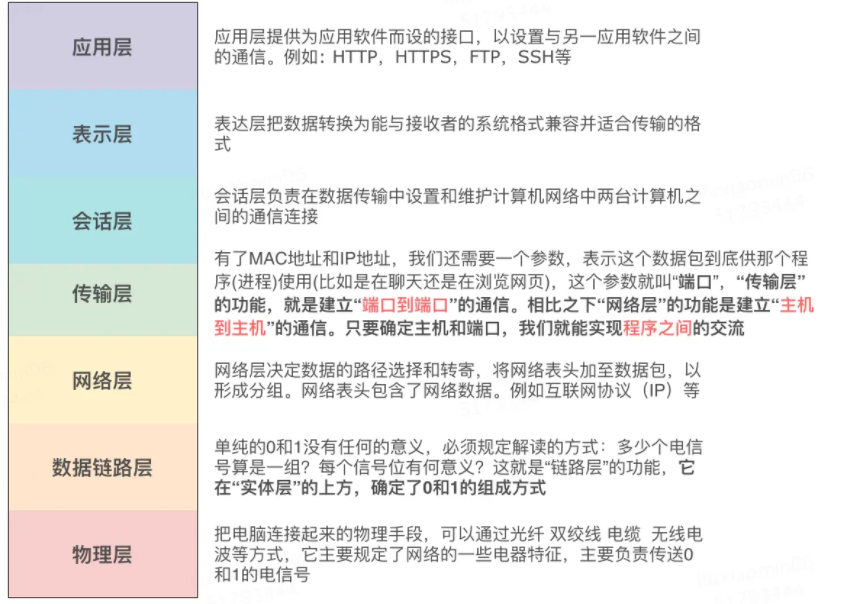 应用层
应用层提供为应用软件而设的接口，以设置与另一应用软件之间
的通信。例如：HTTP，HTTPS，FTP，SSH等
表示层
表达层把数据转换为能与接收者的系统格式兼容并适合传输的格
式
会话层
会话层负责在数据传输中设置和维护计算机网络中两台计算机之
间的通信连接
传输层
有了MAC地址和IP地址，我们还需要一个参数，表示这个数据包到底供那个程
序(进程)使用(比如是在聊天还是在浏览网页)，这个参数就叫“端口”，“传输层”
的功能，就是建立“端口到端口”的通信。相比之下“网络层”的功能是建立“主机
到主机”的通信。只要确定主机和端口，我们就能实现程序之间的交流
网络层
网络层决定数据的路径选择和转寄，将网络表头加至数据包，以
形成分组。网络表头包含了网络数据。例如互联网协议（IP）等
数据链路层
单纯的0和1没有任何的意义，必须规定解读的方式：多少个电信
号算是一组？每个信号位有何意义？这就是“链路层”的功能，它
在“实体层”的上方，确定了0和1的组成方式
物理层
把电脑连接起来的物理手段，可以通过光纤 双绞线 电缆 无线电
波等方式，它主要规定了网络的一些电器特征，主要负责传送0
和1的电信号